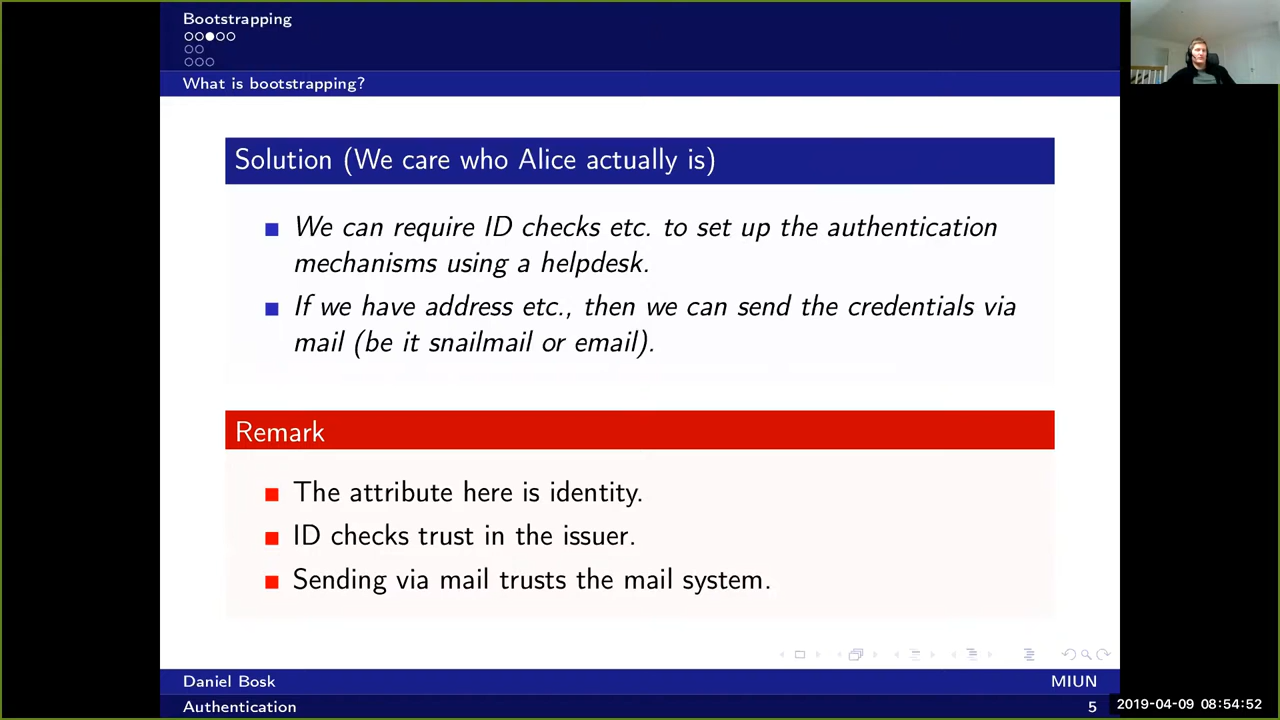 Bootstrapping
What is bootstrapping?
Solution (We care who Alice actually is)
We can require ID checks etc. to set up the authentication
mechanisms using a helpdesk.
If we have address etc., then we can send the credentials via
mail (be it snailmail or email).
Remark
The attribute here is identity.
ID checks trust in the issuer.
Sending via mail trusts the mail system.
Daniel Bosk
MIUN
Authentication
5
2019-04-09 08:54:52